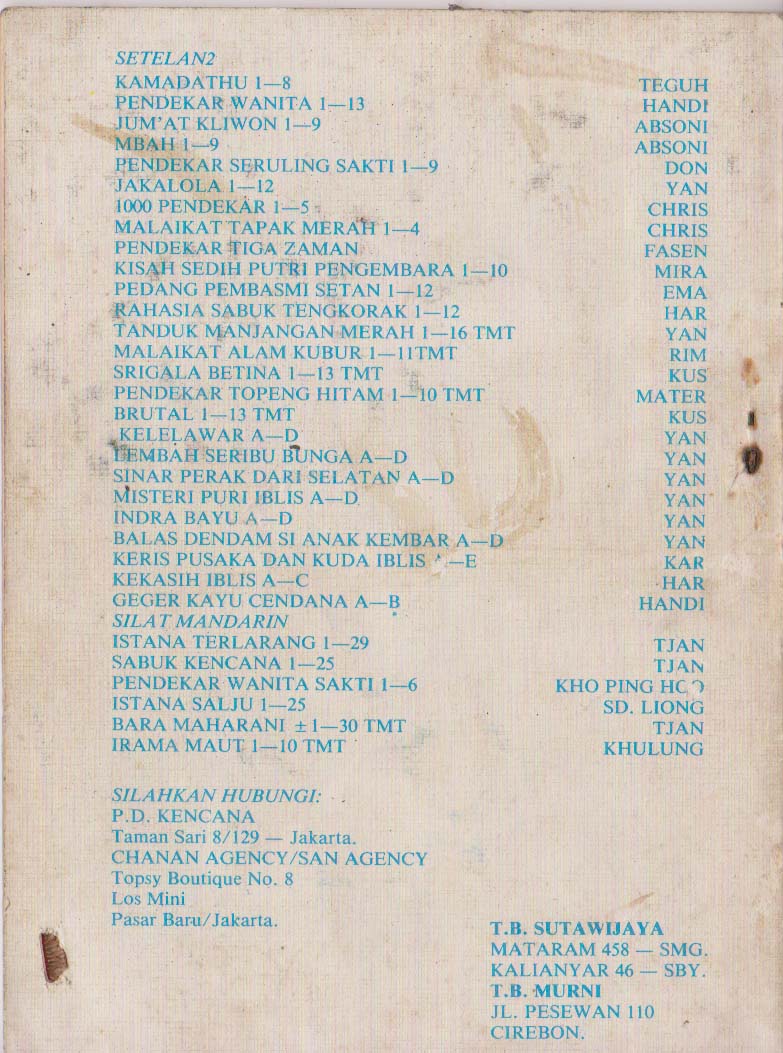 SETELAN2
KAMADATHU 1—8 TEGUH
PENDEKAR WANITA 1—13 HANDI
JUM'AT KLIWON 1—9 ABSONI
MBAH 1—9 ABSONI
PENDEKAR SERULING SAKTI 1—9 DON
JAKALOLA 1—12 YAN
1000 PENDEKAR 1—5 CHRIS
MALAIKAT TAPAK MERAH 1—4 CHRIS
PENDEKAR TIGA ZAMAN FASEN
KISAH SEDIH PUTRI PENGEMBARA 1—10 MIRA
PEDANG PEMBASMI SETAN 1—12 EMA
RAHASIA SABUK TENGKORAK 1—12 HAR
TANDUK MANJANGAN MERAH 1—16 TMT YAN
MALAIKAT ALAM KUBUR 1—11TMT RIM
SRIGALA BETINA 1—13 TMT KUS
PENDEKAR TOPENG HITAM 1—10 TMT MATER
BRUTAL 1—13 TMT KUS
KELELAWAR A—D YAN
LEMBAH SERIBU BUNGA A—D YAN
SINAR PERAK DARI SELATAN A—D YAN
MISTERI PURI IBLIS A—D YAN
INDRA BAYU A—D YAN
BALAS DENDAM SI ANAK KEMBAR A—D YAN
KERIS PUSAKA DAN KUDA IBLIS A—E KAR
KEKASIH IBLIS A—C HAR
GEGER KAYU CENDANA A—B HANDI
SILAT MANDARIN
ISTANA TERLARANG 1—29 TJAN
SABUK KENCANA 1—25 TJAN
PENDEKAR WANITA SAKTI 1—6 KHO PING HOO
ISTANA SALJU 1—25 SD. LIONG
BARA MAHARANI ±1—30 TMT TJAN
IRAMA MAUT 1—10 TMT KHULUNG
SILAHKAN HUBUNGI:
P.D. KENCANA
Taman Sari 8/129 — Jakarta.
CHANAN AGENCY/SAN AGENCY
Topsy Boutique No. 8
Los Mini
Pasar Baru/Jakarta.
T.B. SUTAWIJAYA
MATARAM 458 — SMG.
KALIANYAR 46 — SBY.
T.B. MURNI
JL. PESEWAN 110
CIREBON.